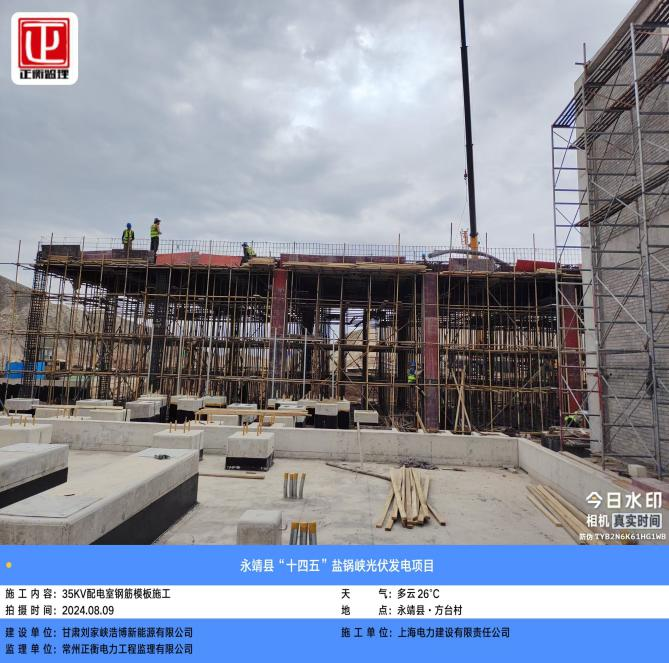 正衡监理
今日水印
相机 真实时间
防伪 TYB2N6K61HG1WB
永靖县“十四五”盐锅峡光伏发电项目
施工内容：35KV配电室钢筋模板施工
天 气：多云 26℃
拍摄时间：2024.08.09
地 点：永靖县·方台村
建设单位：甘肃刘家峡浩博新能源有限公司
施工单位：上海电力建设有限责任公司
监理单位：常州正衡电力工程监理有限公司